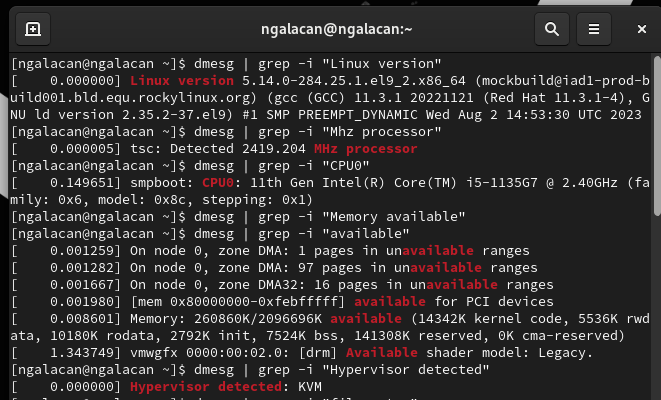 ngalacan@ngalacan:~
[ngalacan@ngalacan ~]$ dmesg | grep -i "Linux version"
[    0.000000] Linux version 5.14.0-284.25.1.el9_2.x86_64 (mockbuild@iad1-prod-b
uild001.bld.equ.rockylinux.org) (gcc (GCC) 11.3.1 20221121 (Red Hat 11.3.1-4), G
NU ld version 2.35.2-37.el9) #1 SMP PREEMPT_DYNAMIC Wed Aug 2 14:53:30 UTC 2023
[ngalacan@ngalacan ~]$ dmesg | grep -i "Mhz processor"
[    0.000005] tsc: Detected 2419.204 MHz processor
[ngalacan@ngalacan ~]$ dmesg | grep -i "CPU0"
[    0.149651] smpboot: CPU0: 11th Gen Intel(R) Core(TM) i5-1135G7 @ 2.40GHz (fa
mily: 0x6, model: 0x8c, stepping: 0x1)
[ngalacan@ngalacan ~]$ dmesg | grep -i "Memory available"
[ngalacan@ngalacan ~]$ dmesg | grep -i "available"
[    0.001259] On node 0, zone DMA: 1 pages in unavailable ranges
[    0.001282] On node 0, zone DMA: 97 pages in unavailable ranges
[    0.001667] On node 0, zone DMA32: 16 pages in unavailable ranges
[    0.001980] [mem 0x80000000-0xfebfffff] available for PCI devices
[    0.008601] Memory: 260860K/2096696K available (14342K kernel code, 5536K rwd
ata, 10180K rodata, 2792K init, 7524K bss, 141308K reserved, 0K cma-reserved)
[    1.343749] vmwgfx 0000:00:02.0: [drm] Available shader model: Legacy.
[ngalacan@ngalacan ~]$ dmesg | grep -i "Hypervisor detected"
[    0.000000] Hypervisor detected: KVM